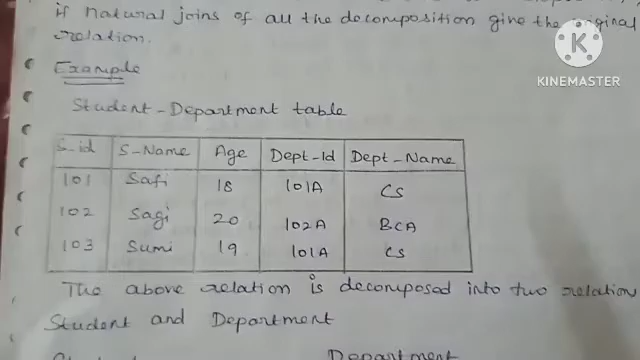 if natural joins of all the decomposition give the original
relation.
K
KINEMASTER
Example
Student-Department table
S-id S-Name Age Dept-Id Dept-Name
101 Safi 18 101A CS
102 Sagi 20 102A BCA
103 Sumi 19 101A CS
The above relation is decomposed into two relation
Student and Department
Department